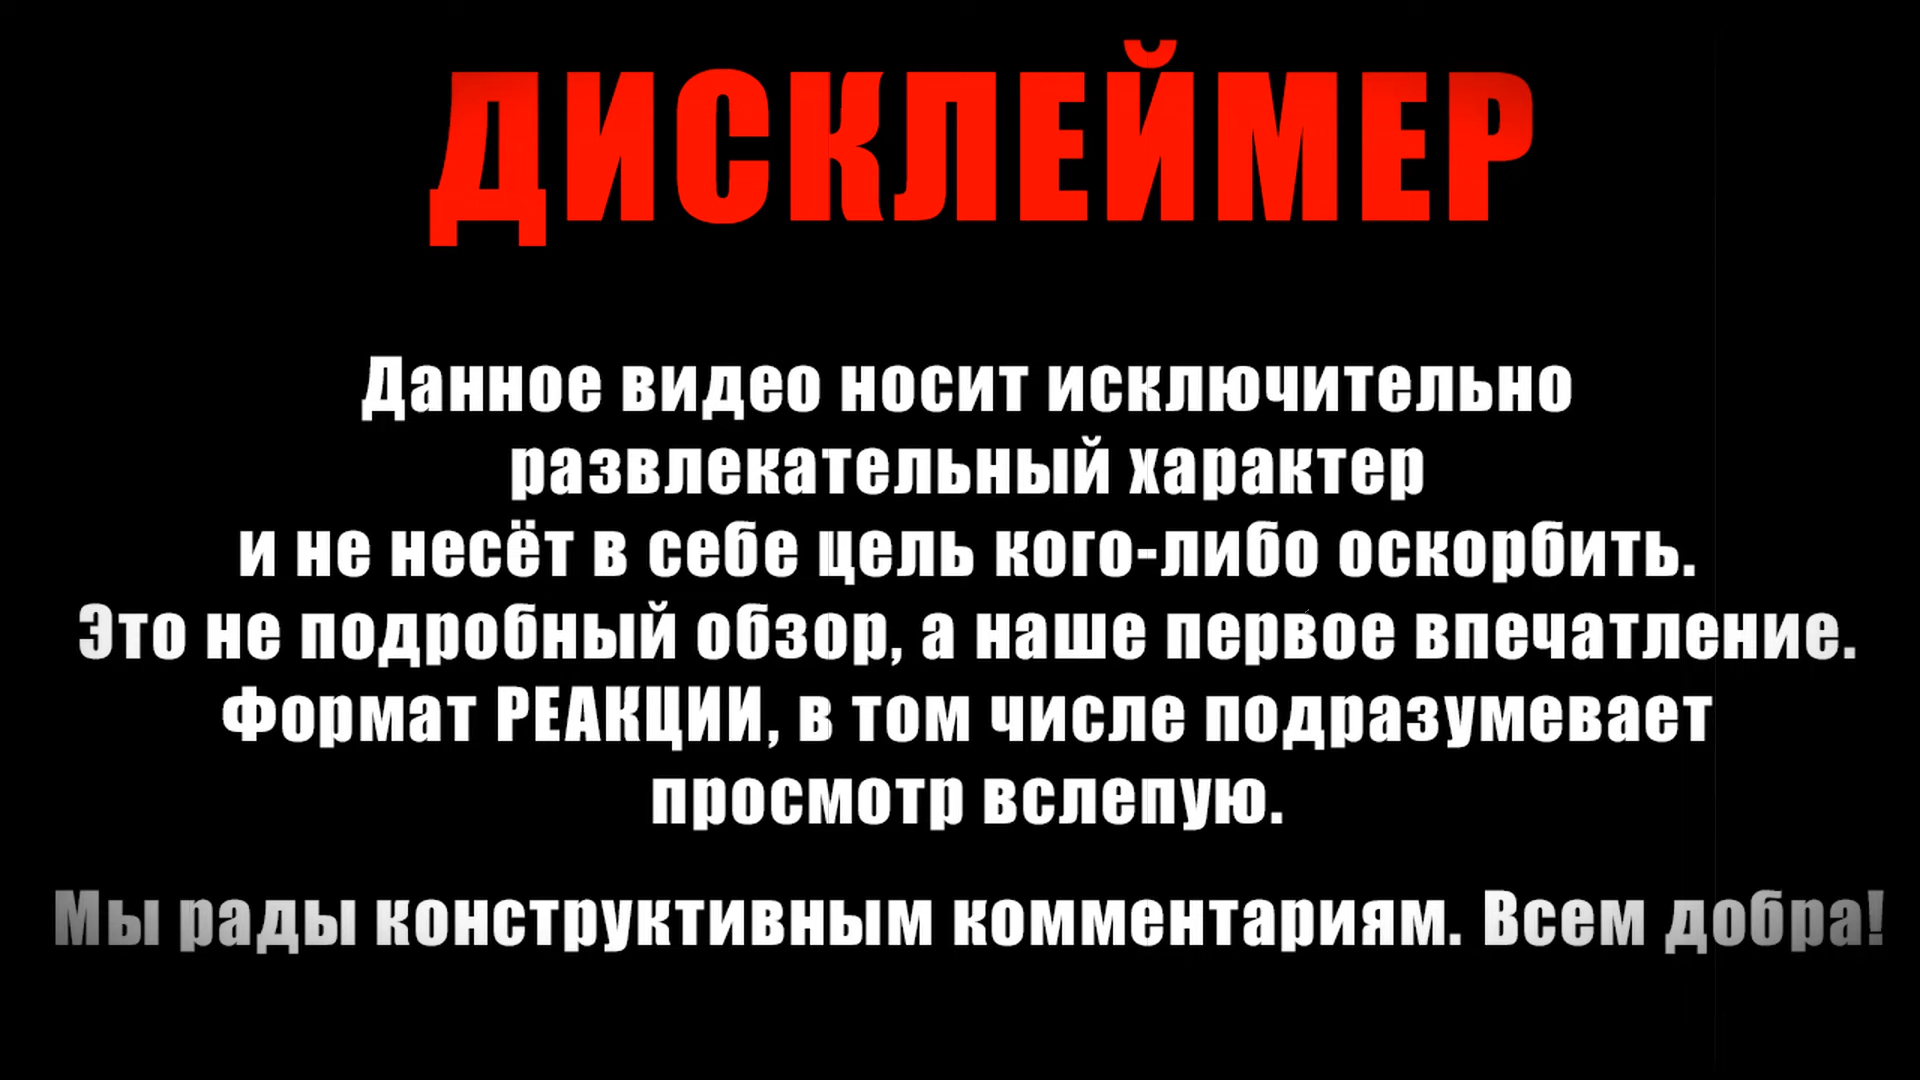 ДИСКЛЕЙМЕР
Данное видео носит исключительно
развлекательный характер
и не несёт в себе цель кого-либо оскорбить.
Это не подробный обзор, а наше первое впечатление.
Формат РЕАКЦИИ, в том числе подразумевает
просмотр вслепую.
Мы рады конструктивным комментариям. Всем добра!